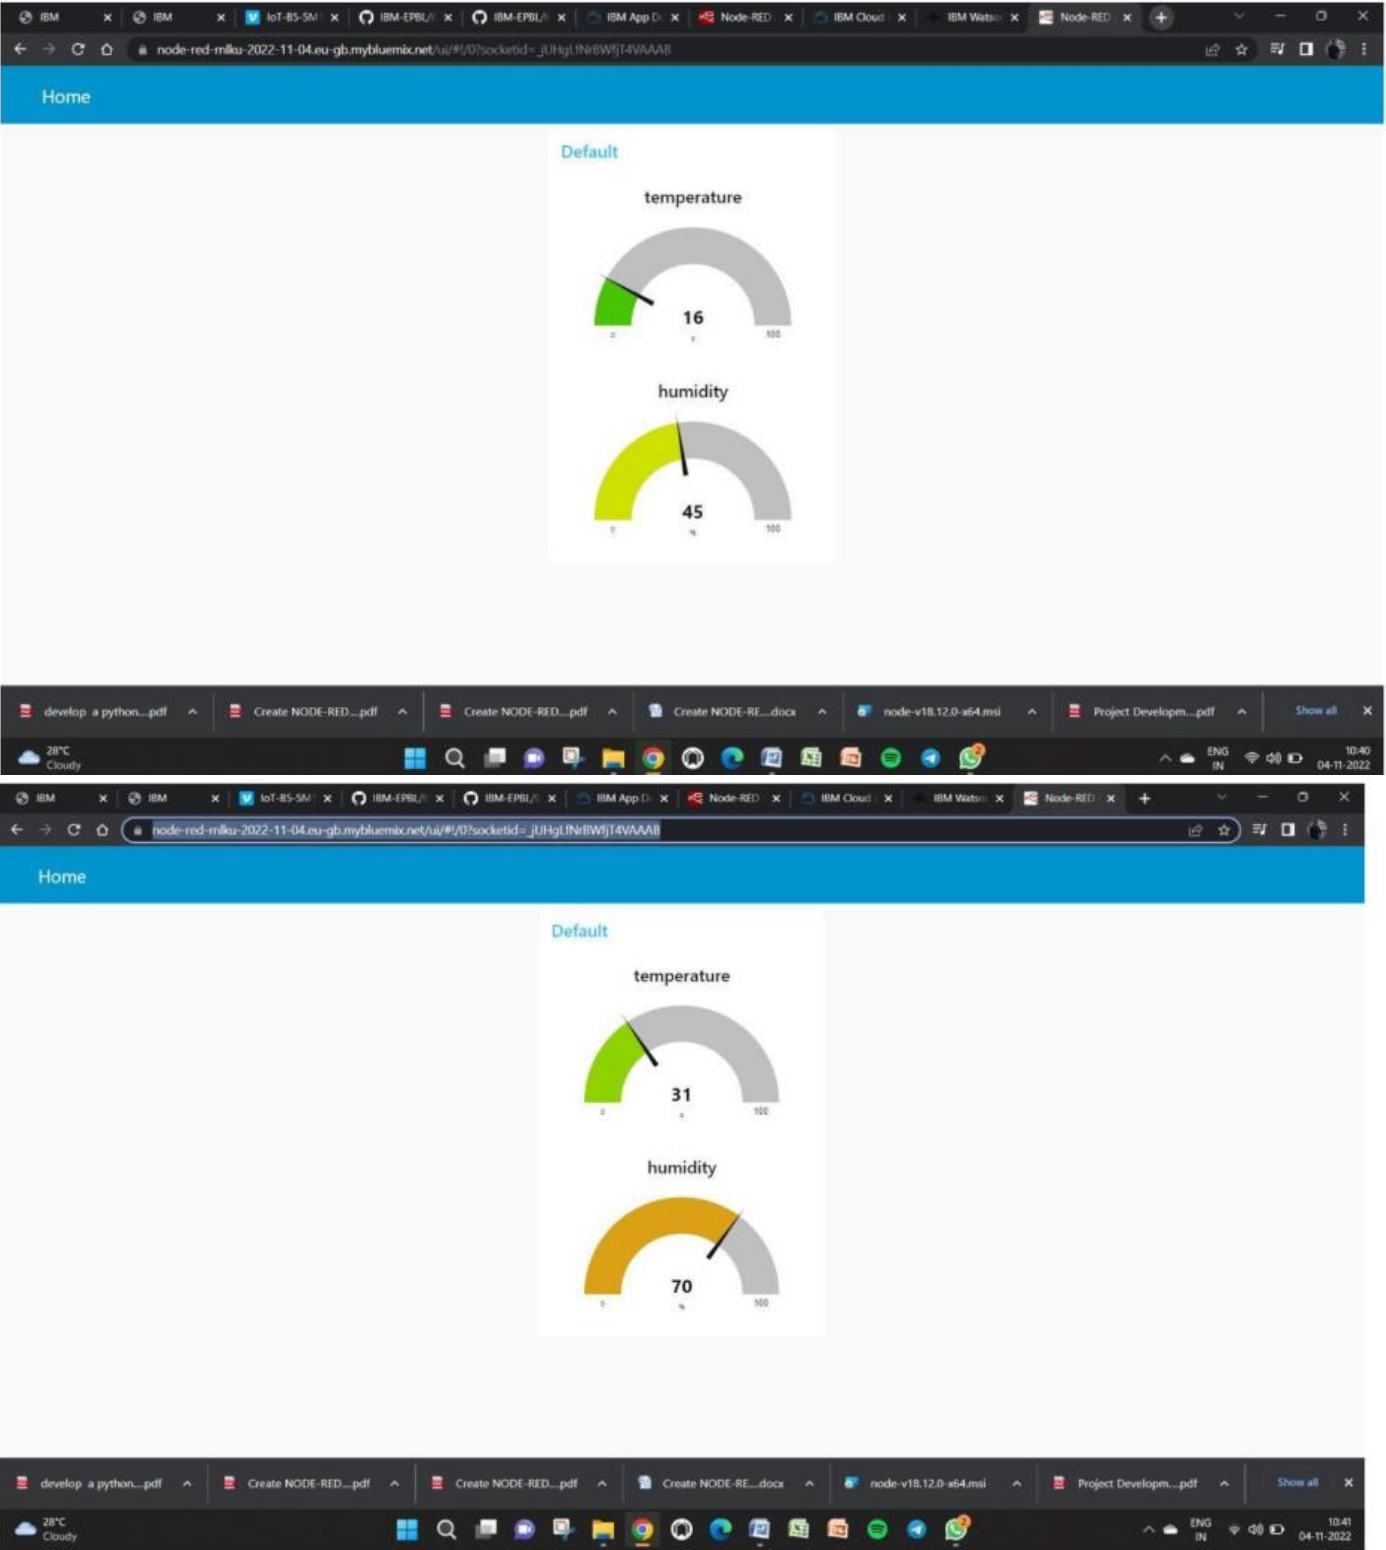 IBM IBM IoT-B5-5M IBM-EPBL/ IBM-EPBL/ IBM App D Node-RED IBM Cloud IBM Watso Node-RED
node-red-mlku-2022-11-04.eu-gb.mybluemix.net/ui/#!/0?socketid=
Home
Default
temperature
16
0 100
humidity
45
0 100
%
develop a python....pdf Create NODE-RED....pdf Create NODE-RED....pdf Create NODE-RE....docx node-v18.12.0-x64.msi Project Developm....pdf Show all
28°C
Cloudy
ENG
IN
10:40
04-11-2022
IBM IBM IoT-B5-5M IBM-EPBL/ IBM-EPBL/ IBM App D Node-RED IBM Cloud IBM Watso Node-RED
node-red-mlku-2022-11-04.eu-gb.mybluemix.net/ui/#!/0?socketid=
Home
Default
temperature
31
0 100
humidity
70
0 100
%
develop a python....pdf Create NODE-RED....pdf Create NODE-RED....pdf Create NODE-RE....docx node-v18.12.0-x64.msi Project Developm....pdf Show all
28°C
Cloudy
ENG
IN
10:41
04-11-2022